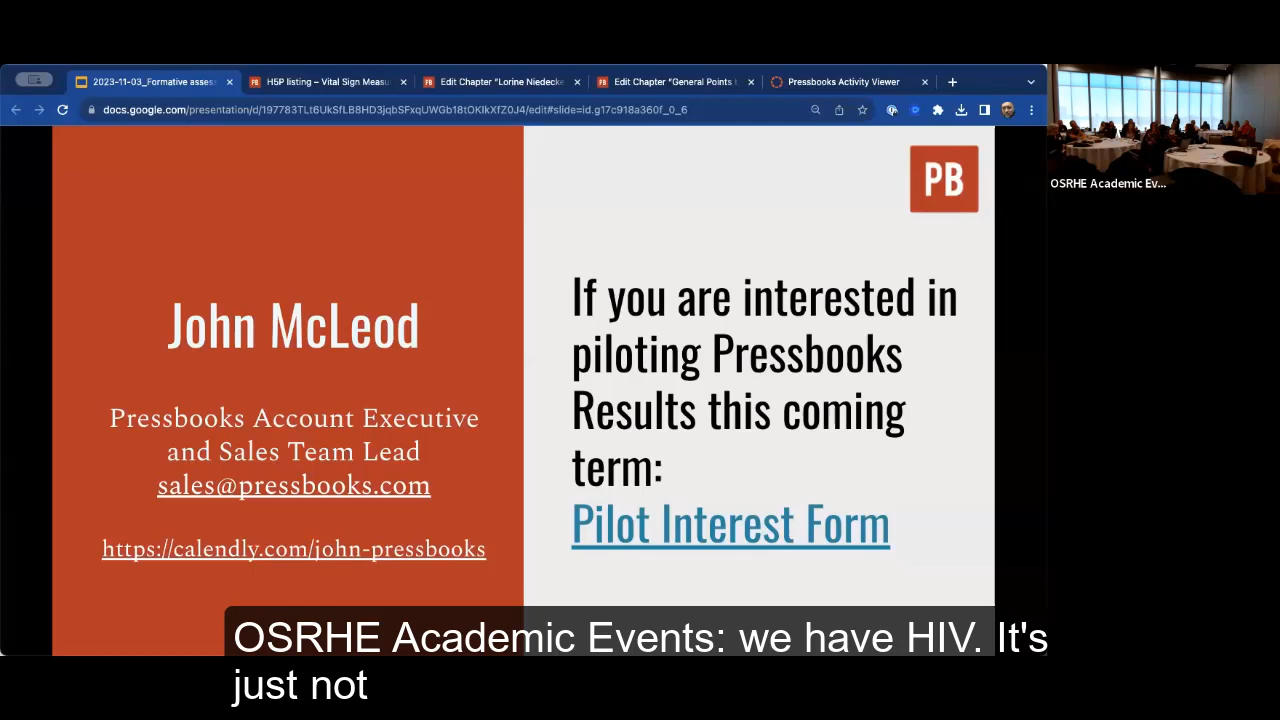 2023-11-03_Formative assess
H5P listing – Vital Sign Measu
Edit Chapter “Lorine Niedecke
Edit Chapter “General Points
Pressbooks Activity Viewer
docs.google.com/presentation/d/197783TLt6UkSfLB8HD3jqbSFxqUWGb18tOKlkXfZ0J4/edit#slide=id.g17c918a360f_0_6
OSRHE Academic Ev...
PB
John McLeod
Pressbooks Account Executive
and Sales Team Lead
sales@pressbooks.com
https://calendly.com/john-pressbooks
If you are interested in
piloting Pressbooks
Results this coming
term:
Pilot Interest Form
OSRHE Academic Events: we have HIV. It's
just not